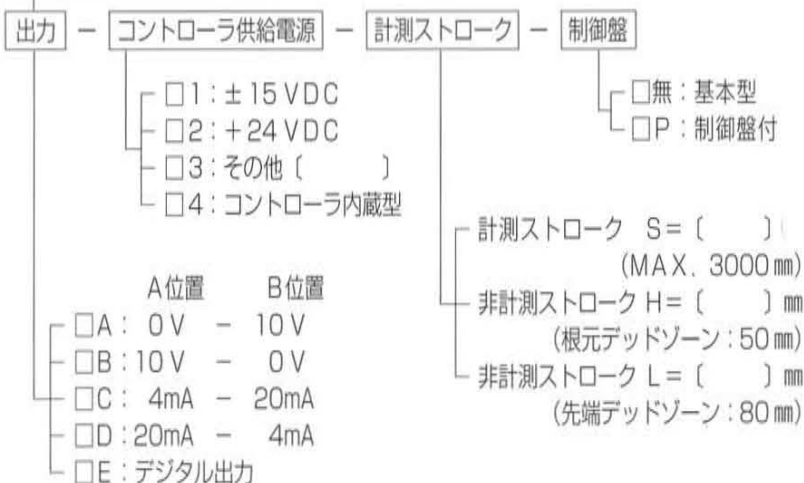 出力 － コントローラ供給電源 － 計測ストローク － 制御盤
□1：±15VDC
□2：+24VDC
□3：その他〔　　〕
□4：コントローラ内蔵型
□無：基本型
□P：制御盤付
計測ストローク S=〔　　〕
(MAX. 3000㎜)
非計測ストローク H=〔　　〕㎜
(根元デッドゾーン：50㎜)
非計測ストローク L=〔　　〕㎜
(先端デッドゾーン：80㎜)
A位置 B位置
□A： 0V － 10V
□B：10V － 0V
□C： 4mA － 20mA
□D：20mA － 4mA
□E：デジタル出力